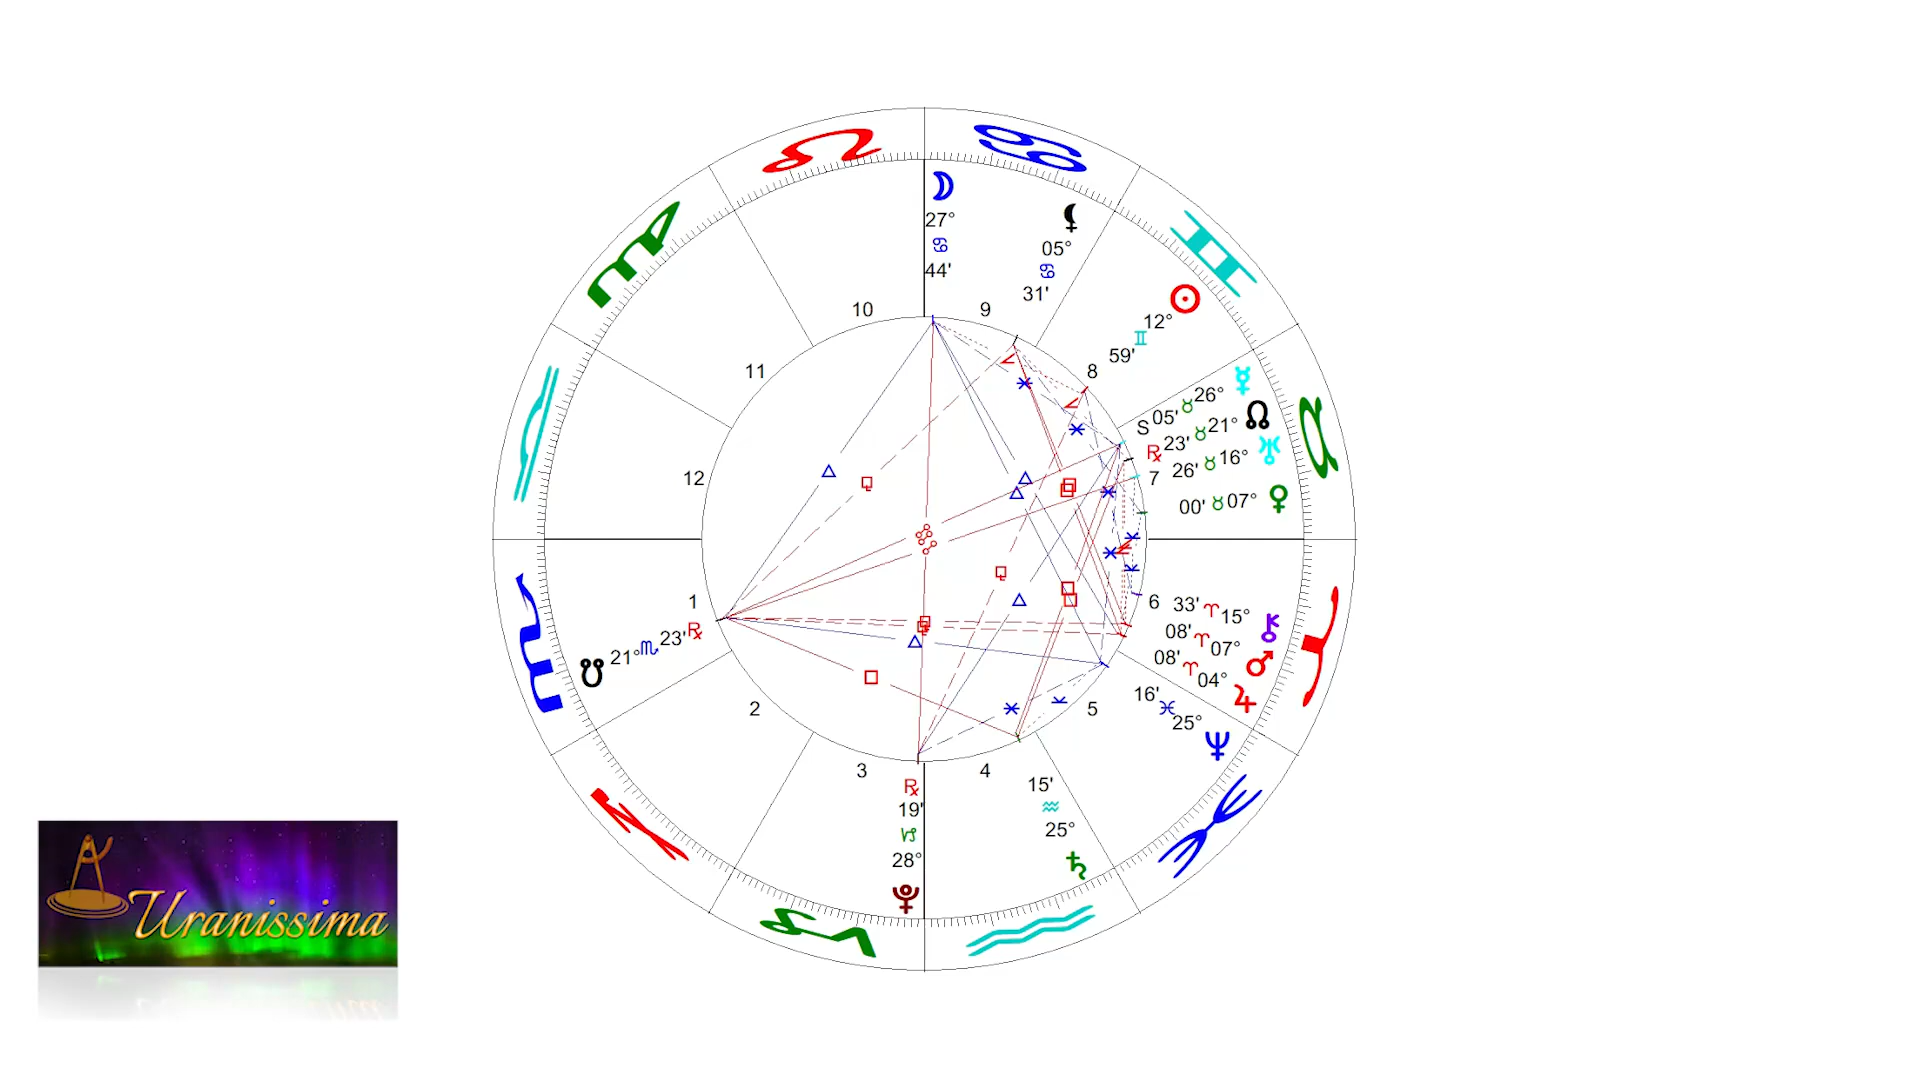 27°
♋
44'
05°
♋
31'
12°
♊
59'
S 05' ♉ 26°
℞ 23' ♉ 21°
26' ♉ 16°
00' ♉ 07°
33' ♈ 15°
08' ♈ 07°
08' ♈ 04°
16' ♓ 25°
15'
♒
25°
℞
19'
♑
28°
21° ♏ 23' ℞
10
9
11
8
12
7
1
6
2
5
3
4
Uranissima